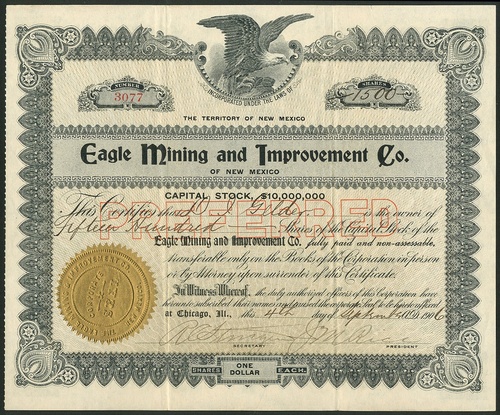 INCORPORATED UNDER THE LAWS OF
NUMBER
3077
SHARES
1500
THE TERRITORY OF NEW MEXICO
Eagle Mining and Improvement Co.
OF NEW MEXICO
CAPITAL STOCK, $10,000,000
PREFERRED
This Certifies that Golder is the owner of
Fifteen Hundred Shares of the Capital Stock of the
Eagle Mining and Improvement Co. fully paid and non-assessable,
transferable only on the Books of the Corporation in person
or by Attorney upon surrender of this Certificate.
In Witness Whereof, the duly authorized officers of this Corporation have
hereunto subscribed their names and caused the corporate Seal to be hereto affixed
at Chicago, Ill., this 4th day of September A.D. 1906
SECRETARY
PRESIDENT
SHARES ONE DOLLAR EACH.